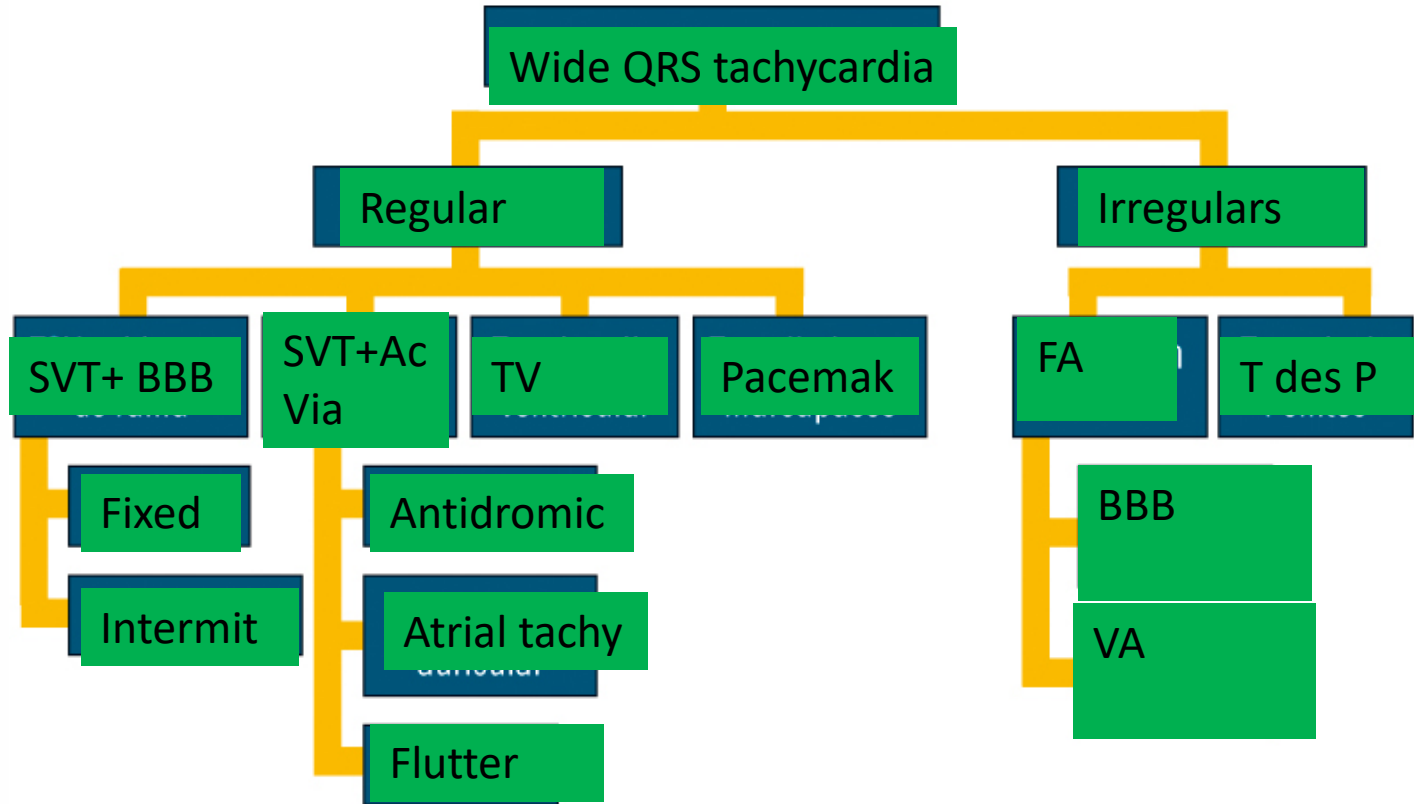 Wide QRS tachycardia
Regular
Irregulars
SVT+ BBB
SVT+Ac
Via
TV
Pacemak
FA
T des P
Fixed
Antidromic
BBB
Intermit
Atrial tachy
VA
Flutter